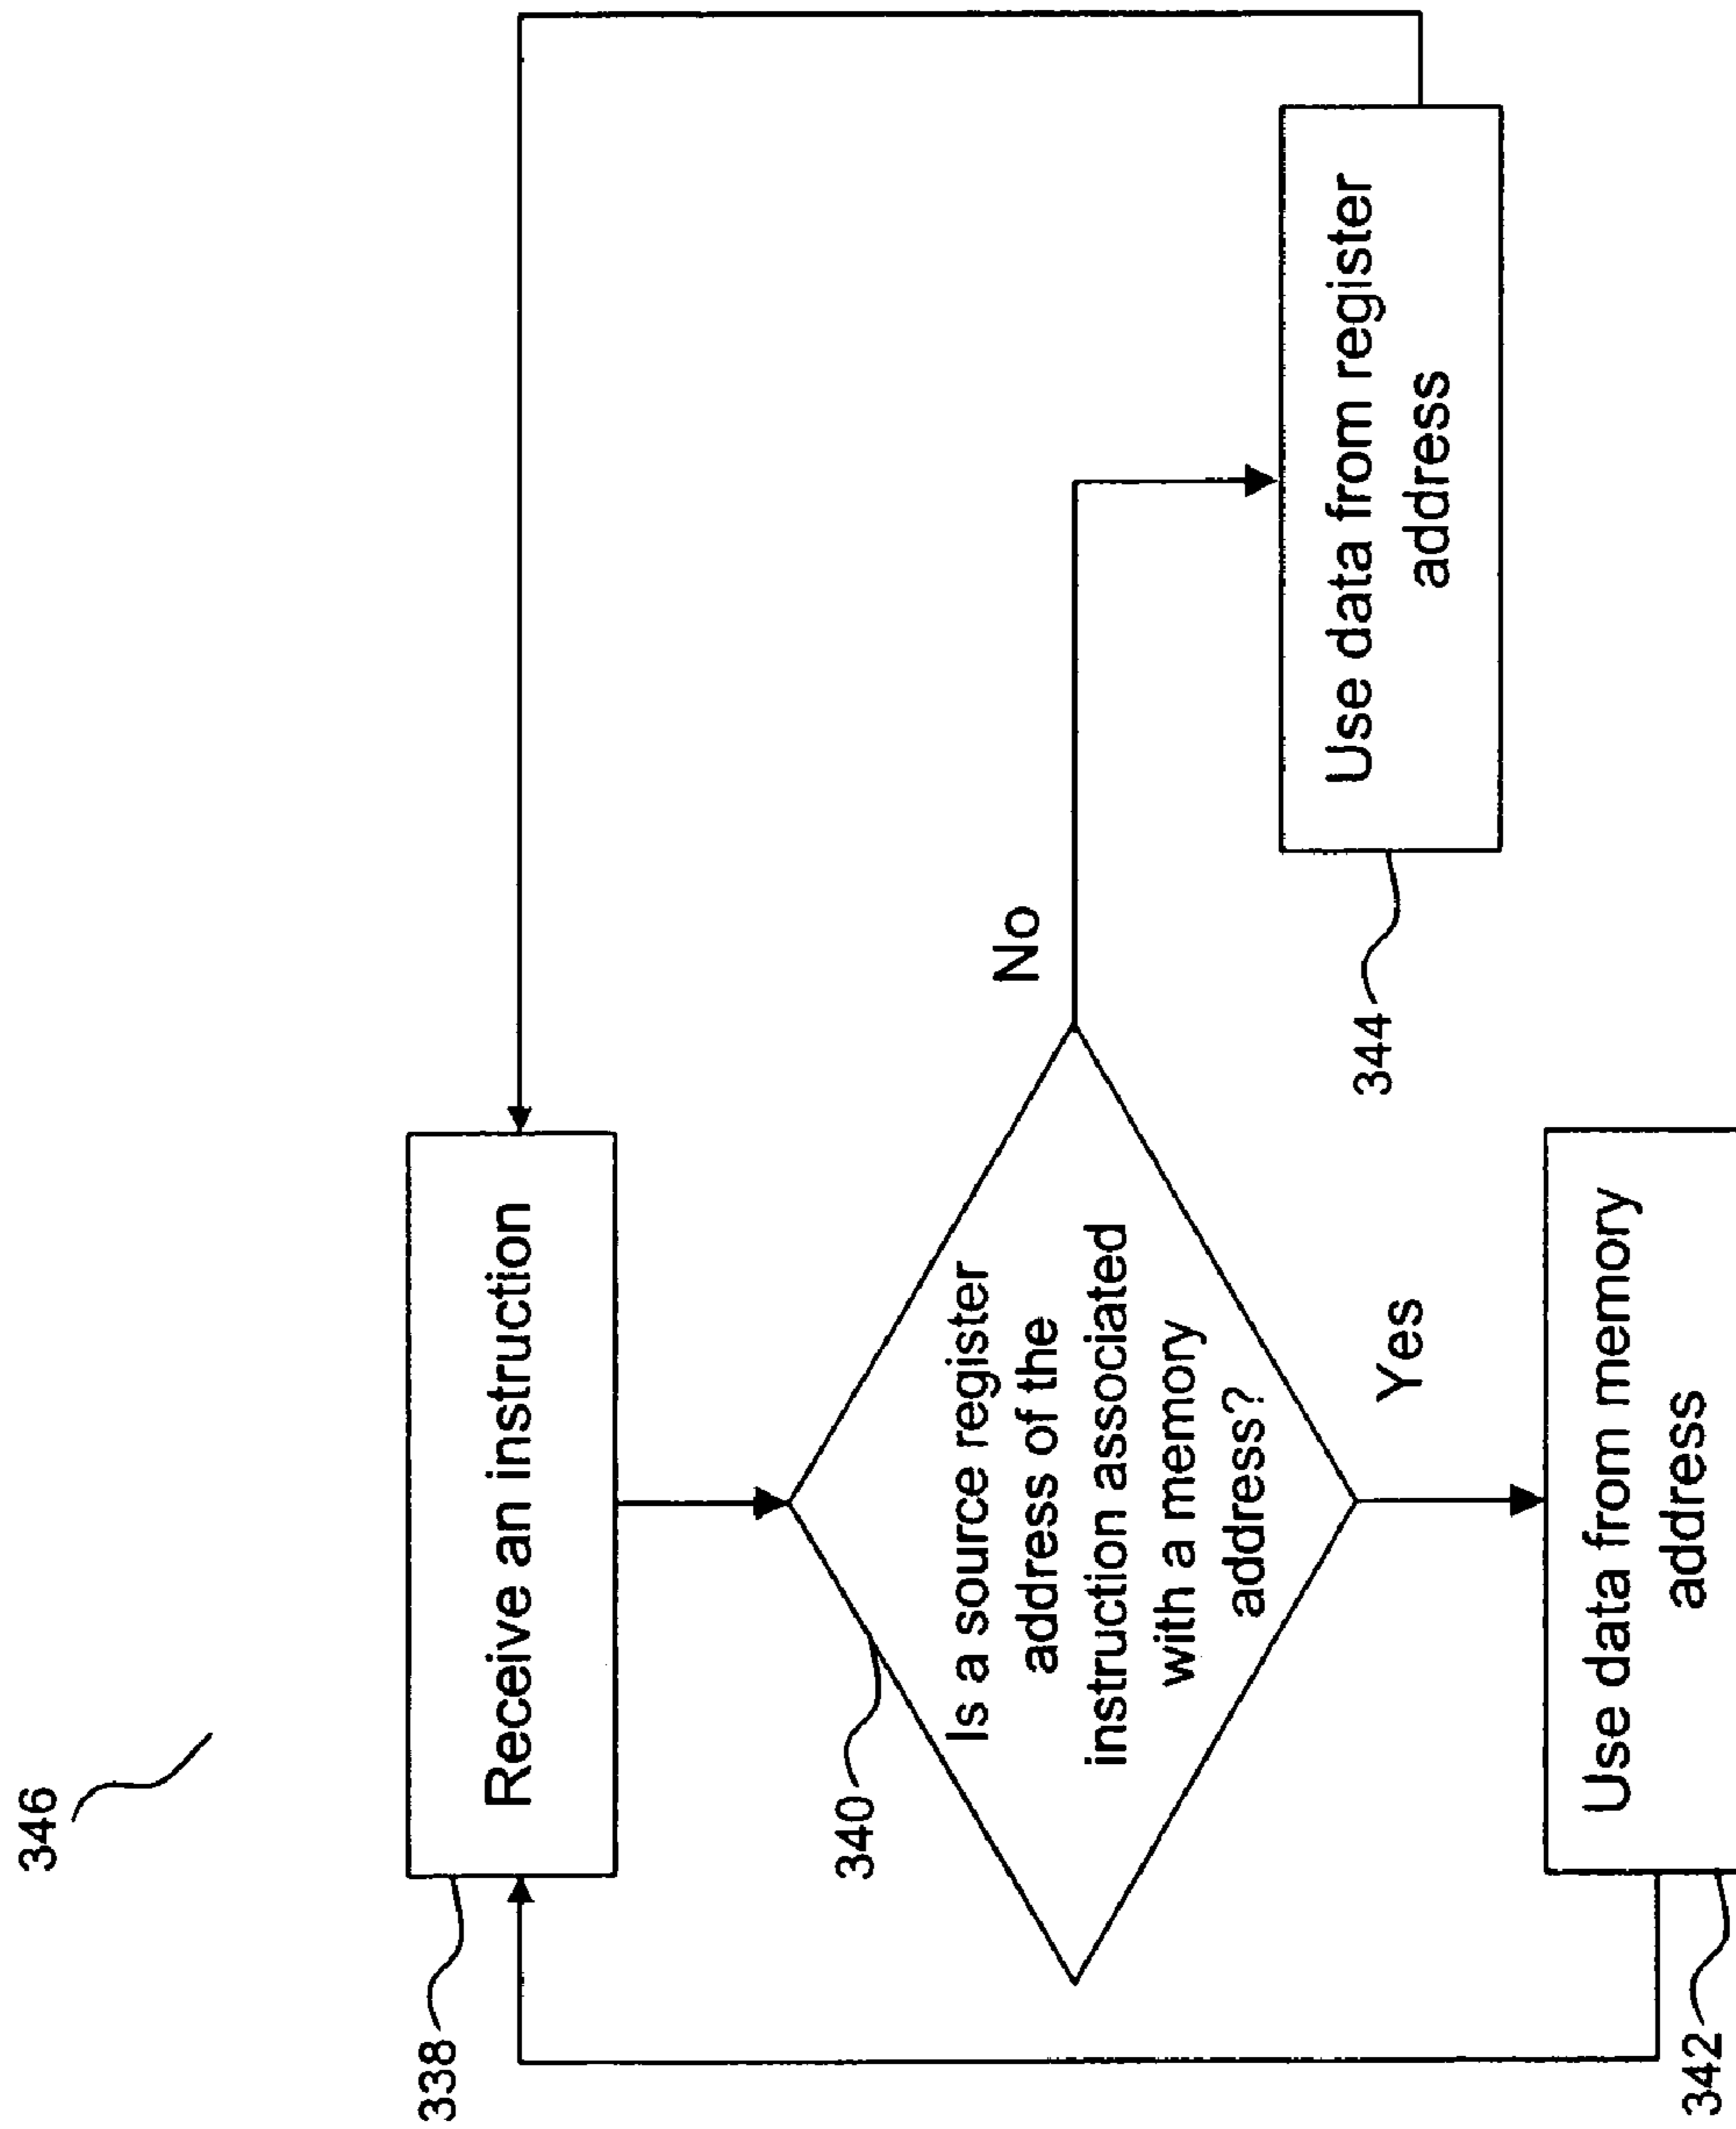 346
338
Receive an instruction
340
Is a source register
address of the
instruction associated
with a memory
address?
No
Yes
344
Use data from register
address
342
Use data from memory
address